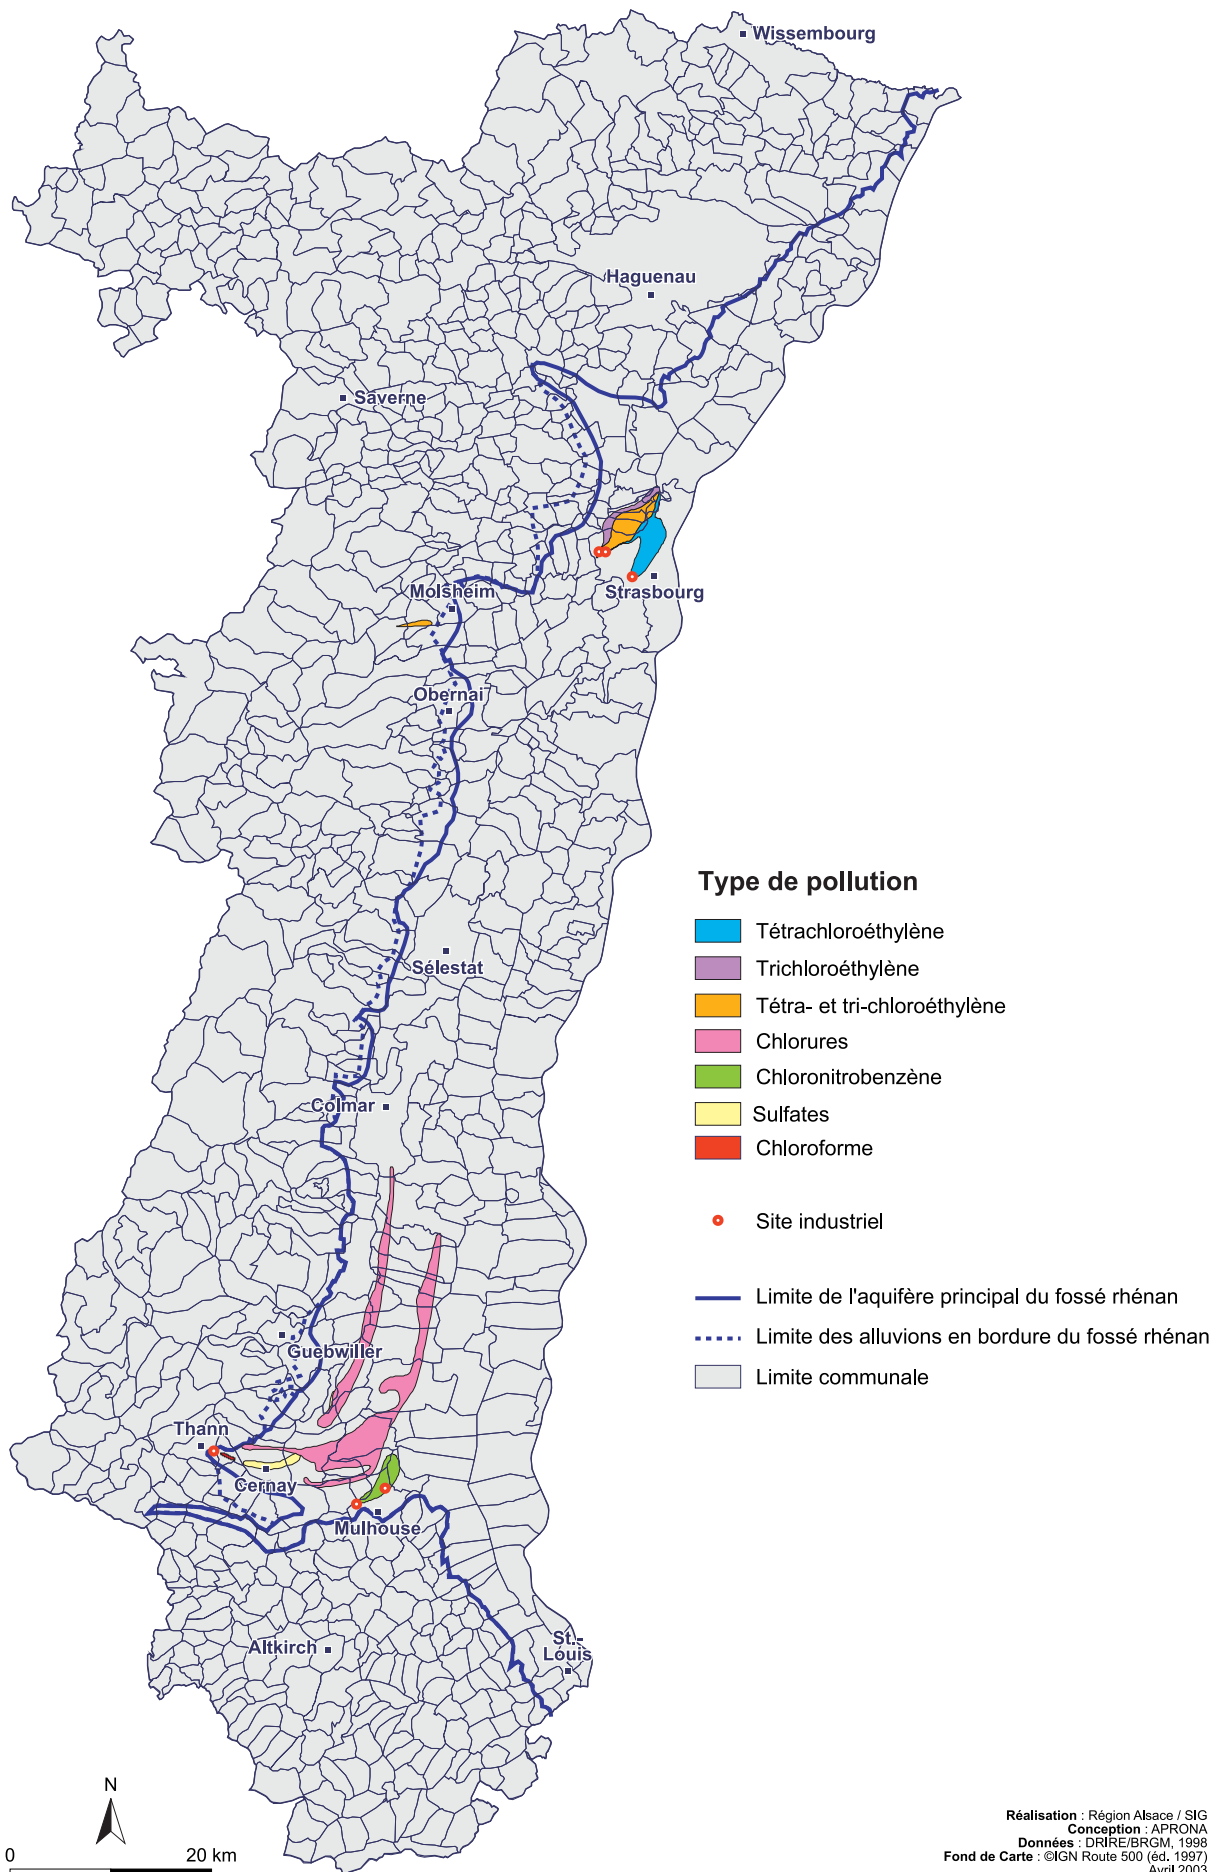 Wissembourg
Haguenau
Saverne
Strasbourg
Molsheim
Obernai
Sélestat
Colmar
Guebwiller
Thann
Cernay
Mulhouse
Altkirch
St.-
Louis
Type de pollution
Tétrachloroéthylène
Trichloroéthylène
Tétra- et tri-chloroéthylène
Chlorures
Chloronitrobenzène
Sulfates
Chloroforme
Site industriel
Limite de l'aquifère principal du fossé rhénan
Limite des alluvions en bordure du fossé rhénan
Limite communale
N
0 20 km
Réalisation : Région Alsace / SIG
Conception : APRONA
Données : DRIRE/BRGM, 1998
Fond de Carte : ©IGN Route 500 (éd. 1997)
Avril 2003